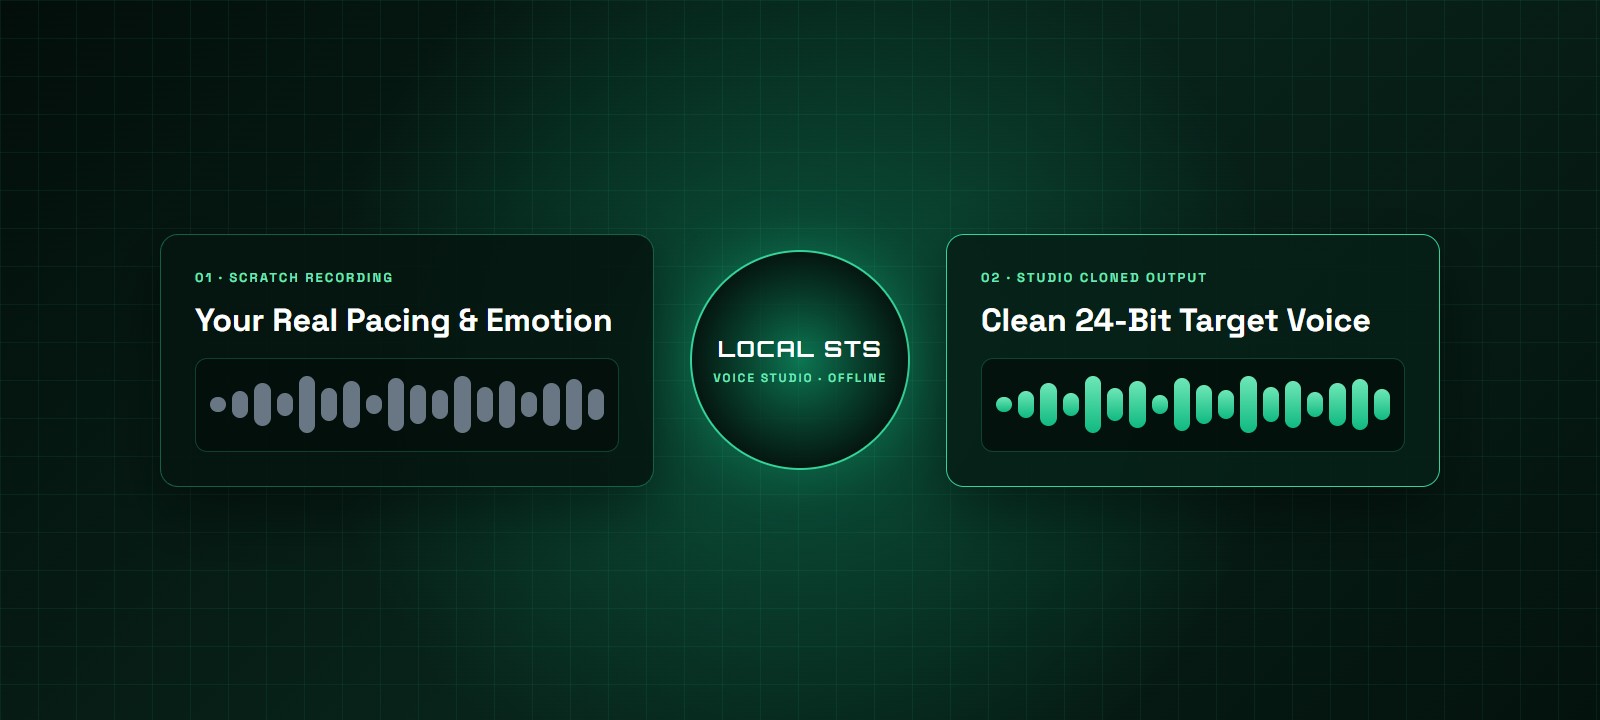 01 · SCRATCH RECORDING
Your Real Pacing & Emotion
LOCAL STS
VOICE STUDIO · OFFLINE
02 · STUDIO CLONED OUTPUT
Clean 24-Bit Target Voice